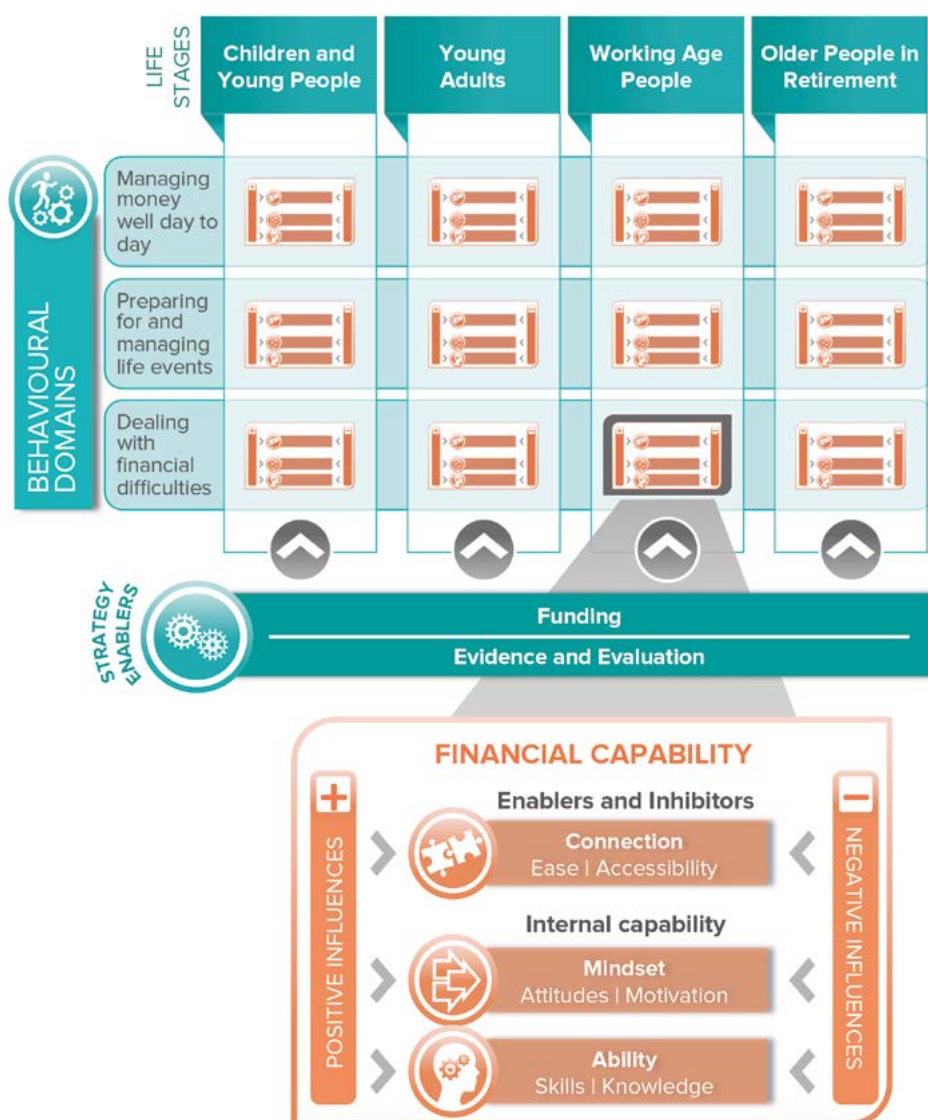 LIFE
STAGES
Children and
Young People
Young
Adults
Working Age
People
Older People in
Retirement
BEHAVIOURAL
DOMAINS
Managing
money
well day to
day
Preparing
for and
managing
life events
Dealing
with
financial
difficulties
STRATEGY
ENABLERS
Funding
Evidence and Evaluation
FINANCIAL CAPABILITY
+
POSITIVE INFLUENCES
Enablers and Inhibitors
Connection
Ease | Accessibility
Internal capability
Mindset
Attitudes | Motivation
Ability
Skills | Knowledge
−
NEGATIVE INFLUENCES